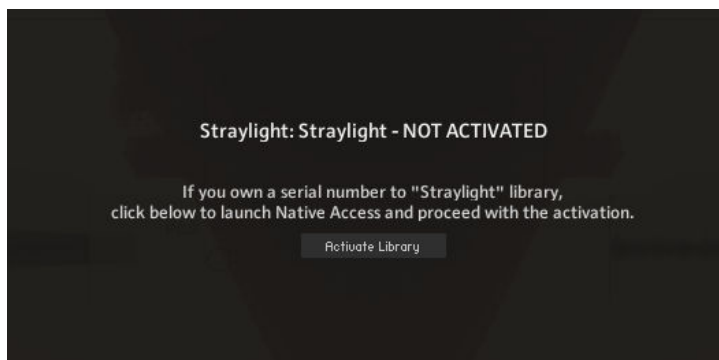 Straylight: Straylight - NOT ACTIVATED
If you own a serial number to "Straylight" library,
click below to launch Native Access and proceed with the activation.
Activate Library